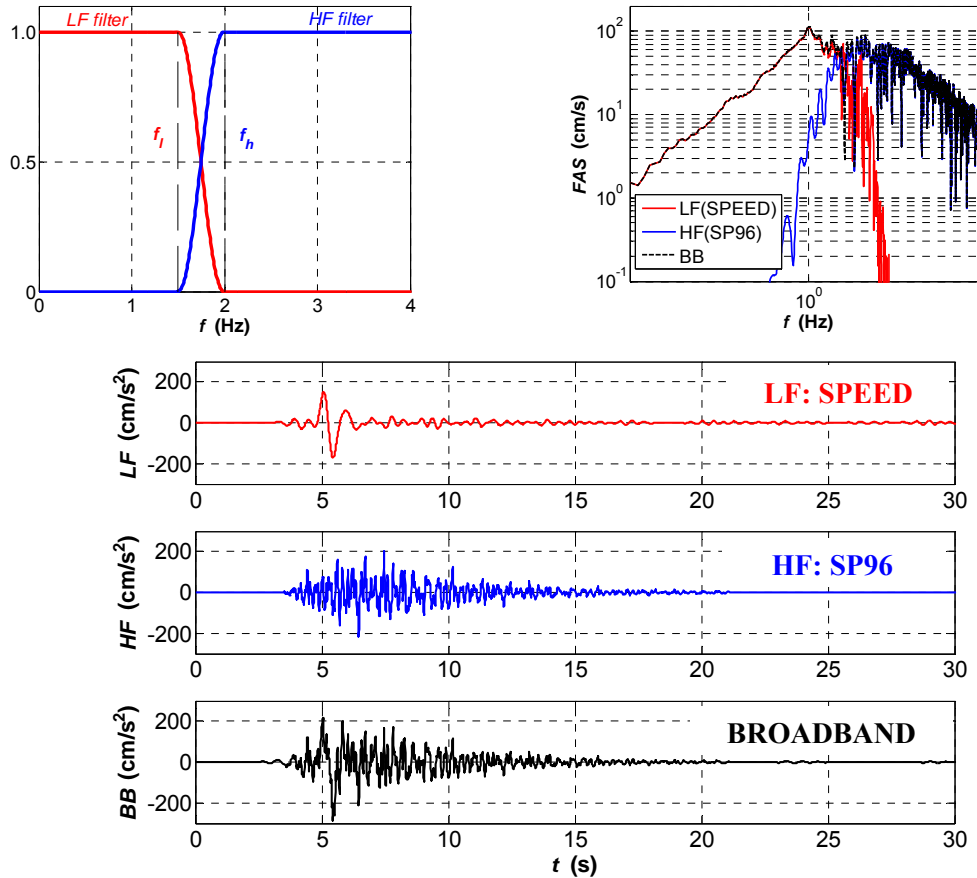 LF filter
HF filter
1.0
0.5
0
f_l
f_h
0 1 2 3 4
f (Hz)
10^2
10^1
10^0
10^-1
FAS (cm/s)
LF(SPEED)
HF(SP96)
BB
10^0
f (Hz)
200
0
-200
LF (cm/s^2)
LF: SPEED
0 5 10 15 20 25 30
200
0
-200
HF (cm/s^2)
HF: SP96
0 5 10 15 20 25 30
200
0
-200
BB (cm/s^2)
BROADBAND
0 5 10 15 20 25 30
t (s)